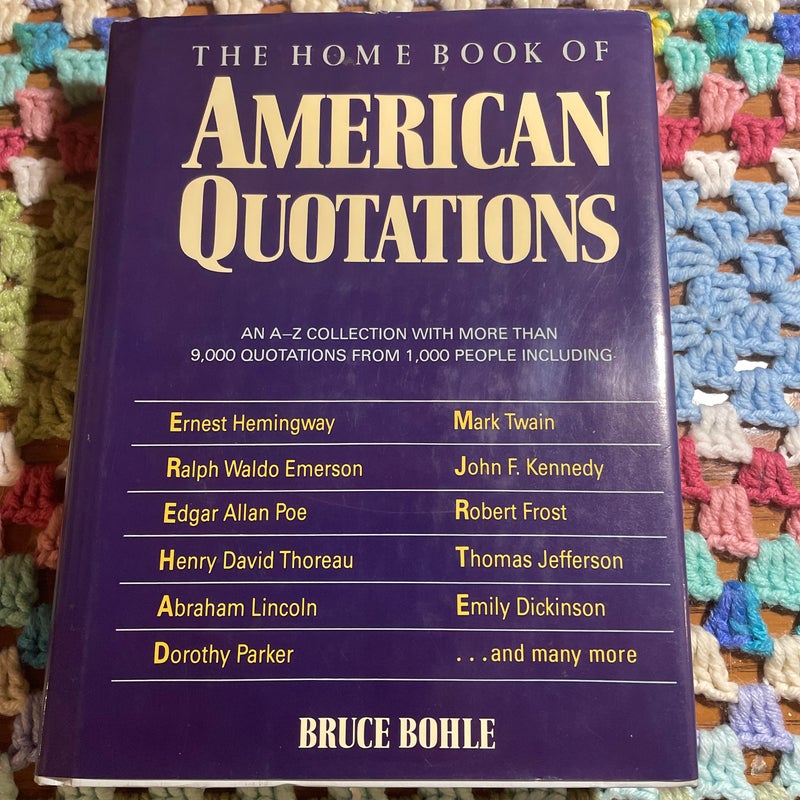 THE HOME BOOK OF
AMERICAN
QUOTATIONS
AN A–Z COLLECTION WITH MORE THAN
9,000 QUOTATIONS FROM 1,000 PEOPLE INCLUDING
Ernest Hemingway
Mark Twain
Ralph Waldo Emerson
John F. Kennedy
Edgar Allan Poe
Robert Frost
Henry David Thoreau
Thomas Jefferson
Abraham Lincoln
Emily Dickinson
Dorothy Parker
...and many more
BRUCE BOHLE